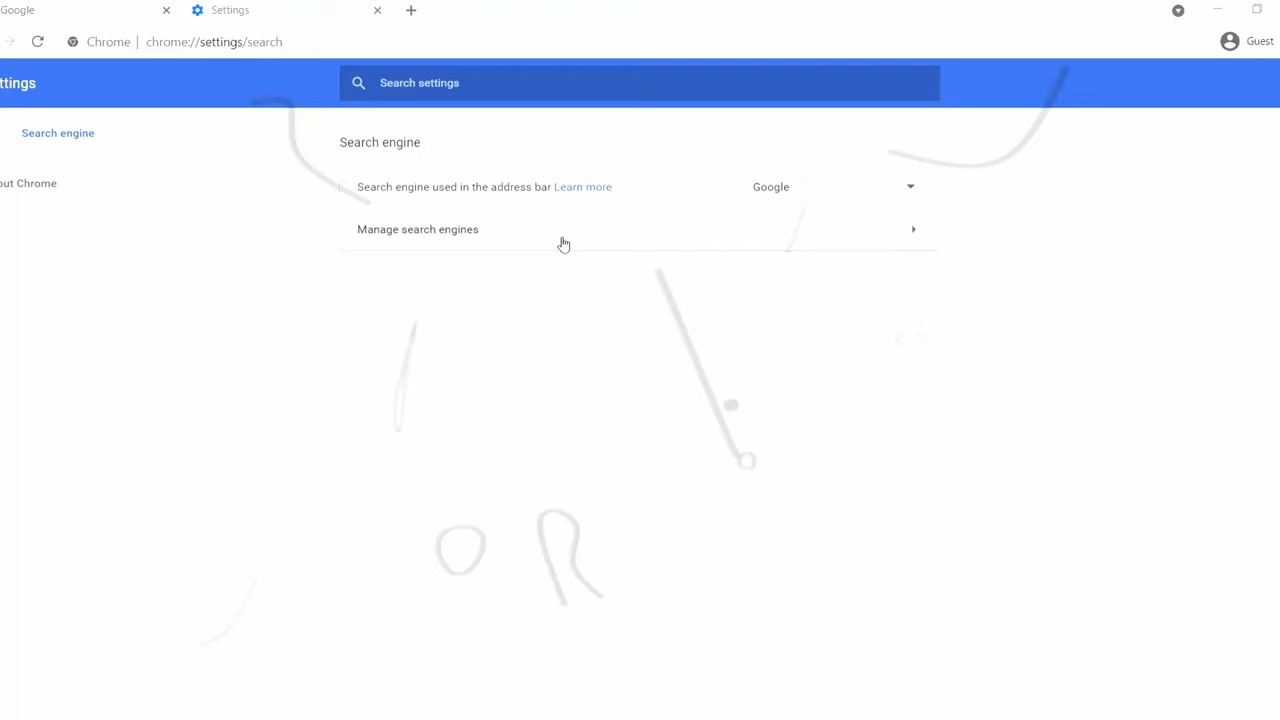 Google Settings
Chrome | chrome://settings/search Guest
ttings Search settings
Search engine
Search engine
Search engine used in the address bar Learn more Google
out Chrome
Manage search engines
OR